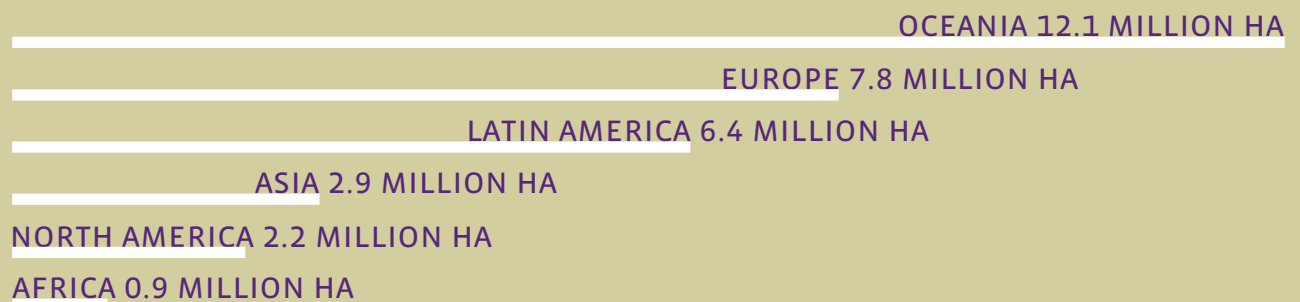 OCEANIA 12.1 MILLION HA
EUROPE 7.8 MILLION HA
LATIN AMERICA 6.4 MILLION HA
ASIA 2.9 MILLION HA
NORTH AMERICA 2.2 MILLION HA
AFRICA 0.9 MILLION HA